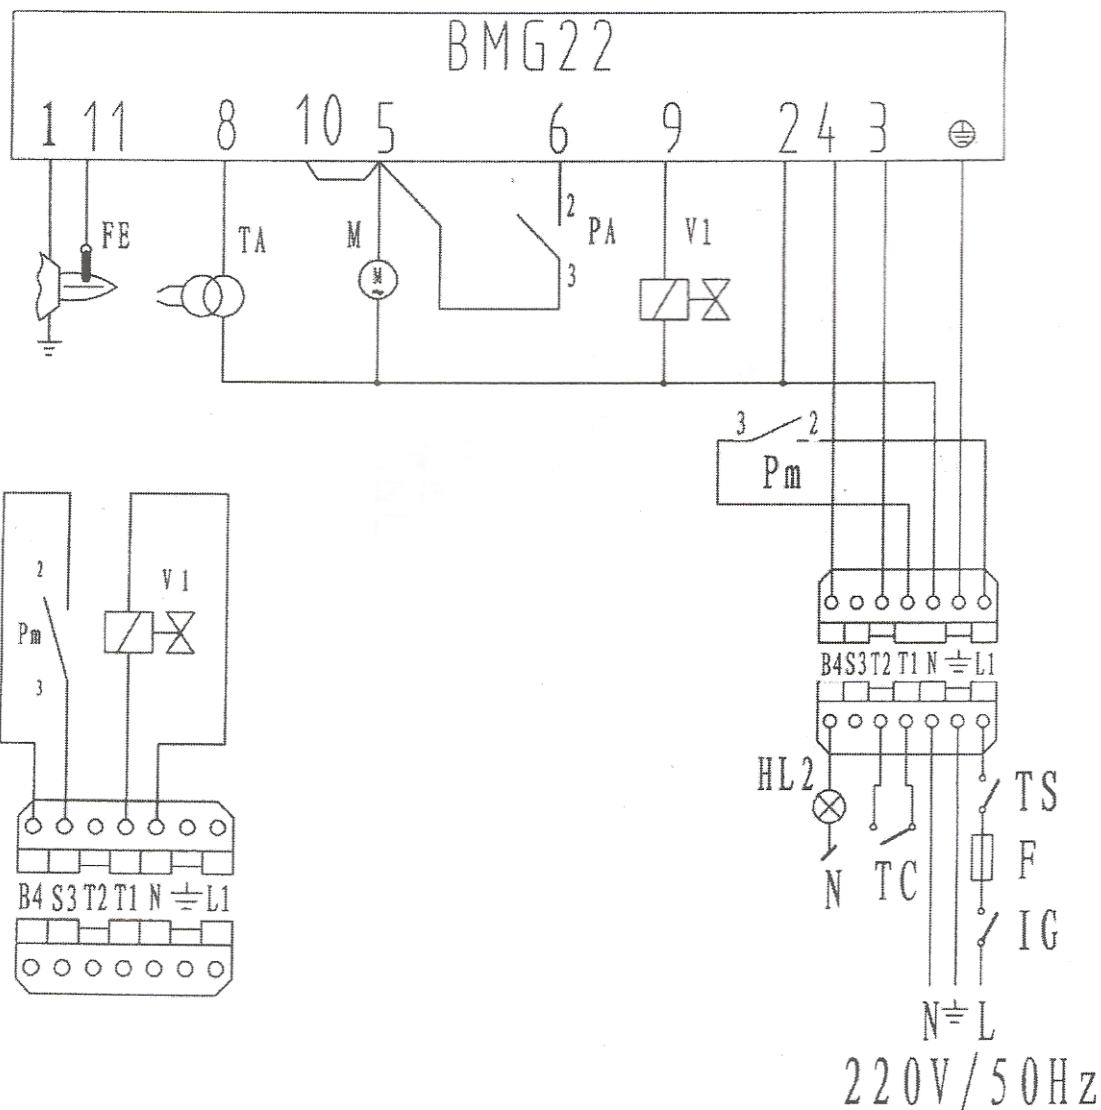 BMG22
1 11 8 10 5 6 9 2 4 3
FE
TA
M
M
~
2
PA
3
V1
3 2
Pm
2
V1
Pm
3
B4 S3 T2 T1 N L1
HL2
N
TC
TS
F
IG
B4 S3 T2 T1 N L1
N L
220V/50Hz